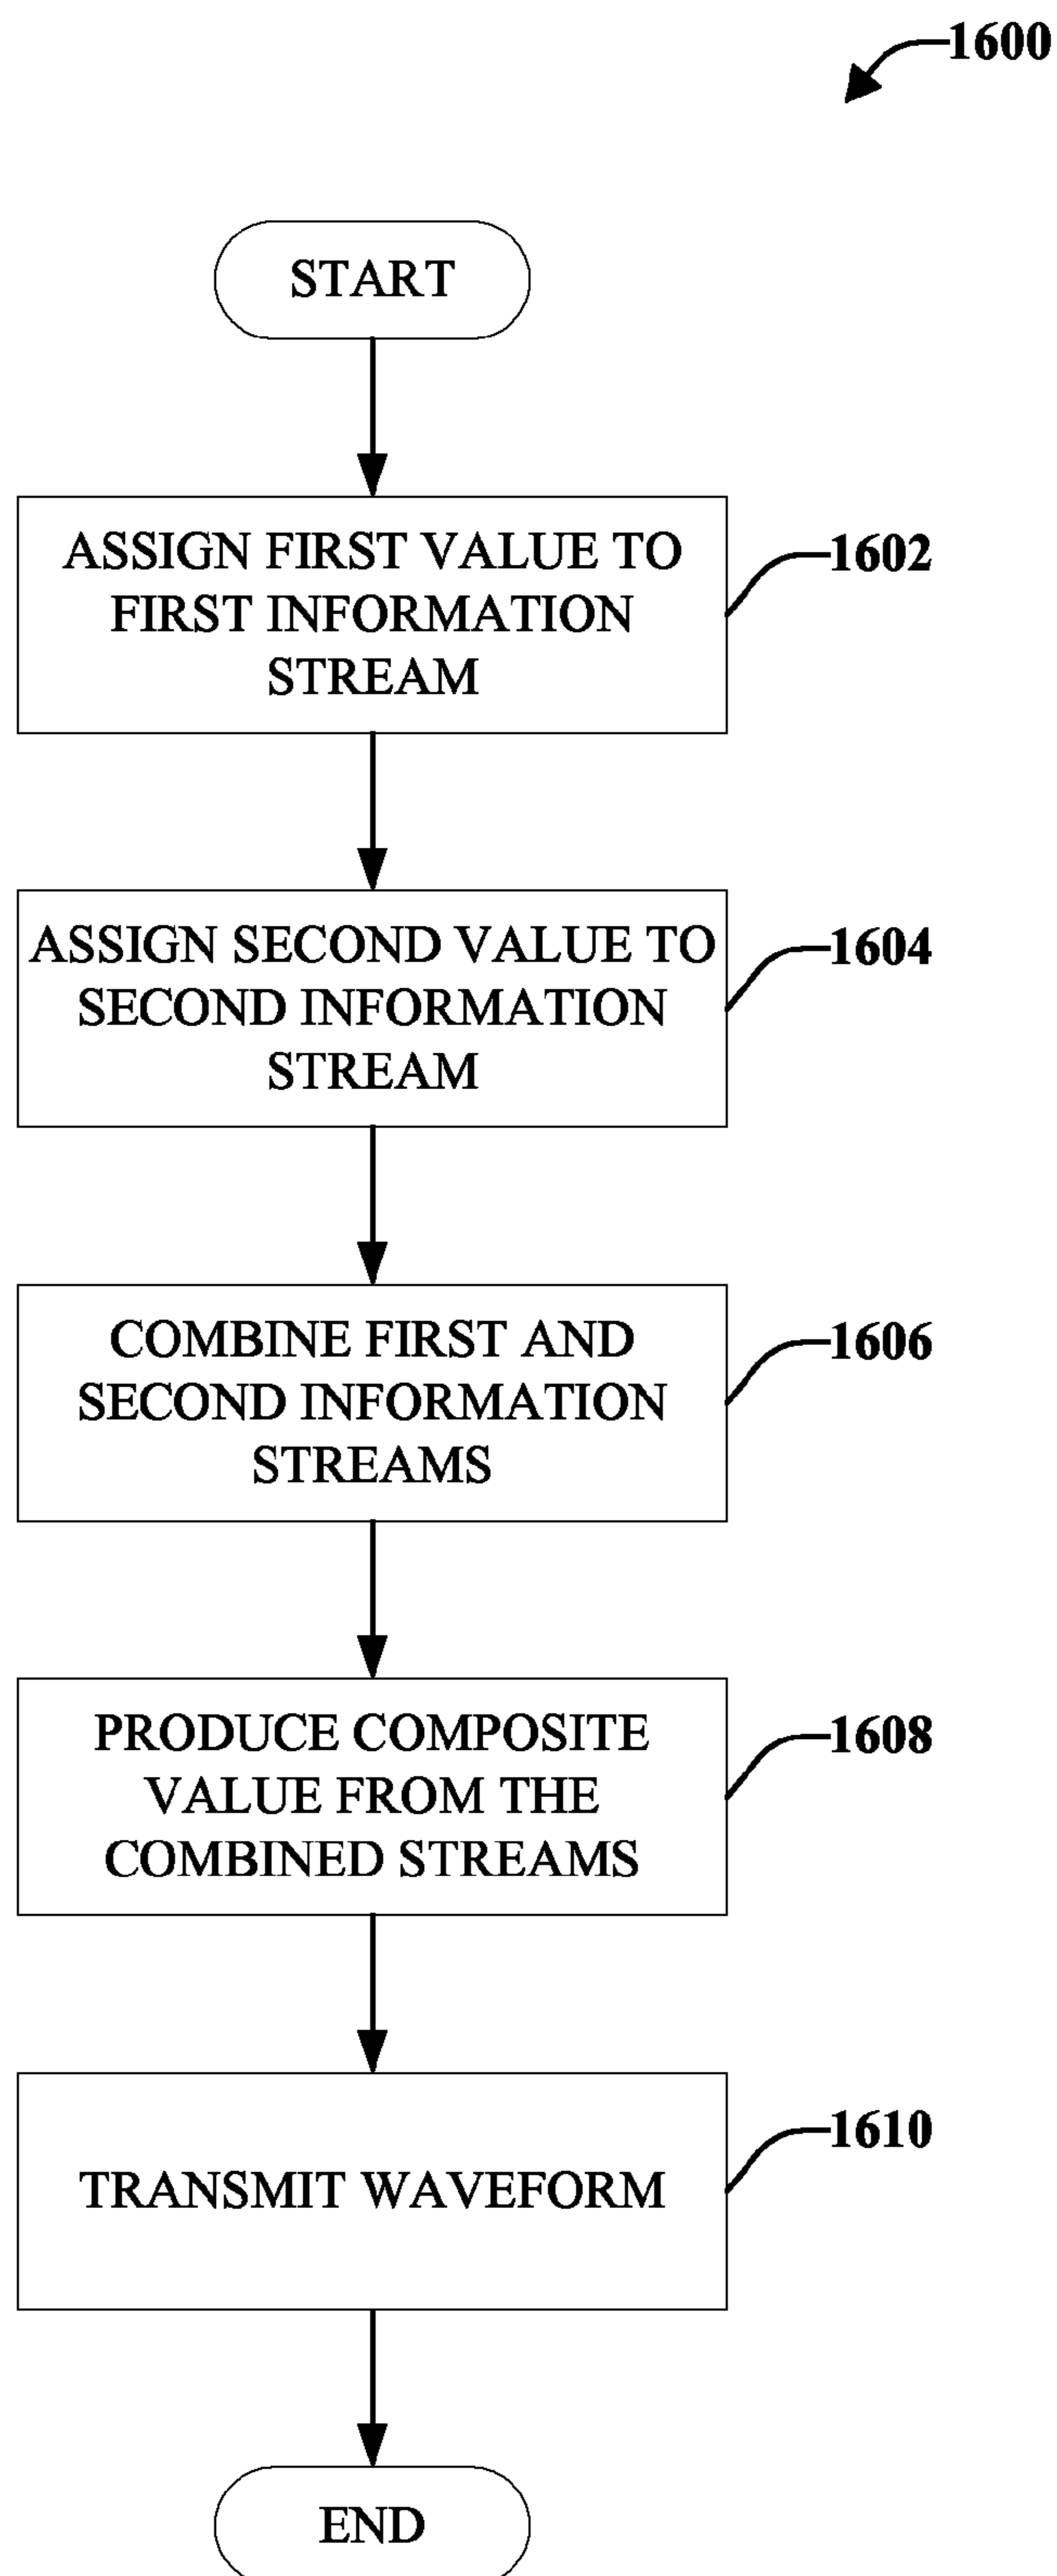 1600
START
ASSIGN FIRST VALUE TO
FIRST INFORMATION
STREAM
1602
ASSIGN SECOND VALUE TO
SECOND INFORMATION
STREAM
1604
COMBINE FIRST AND
SECOND INFORMATION
STREAMS
1606
PRODUCE COMPOSITE
VALUE FROM THE
COMBINED STREAMS
1608
TRANSMIT WAVEFORM
1610
END